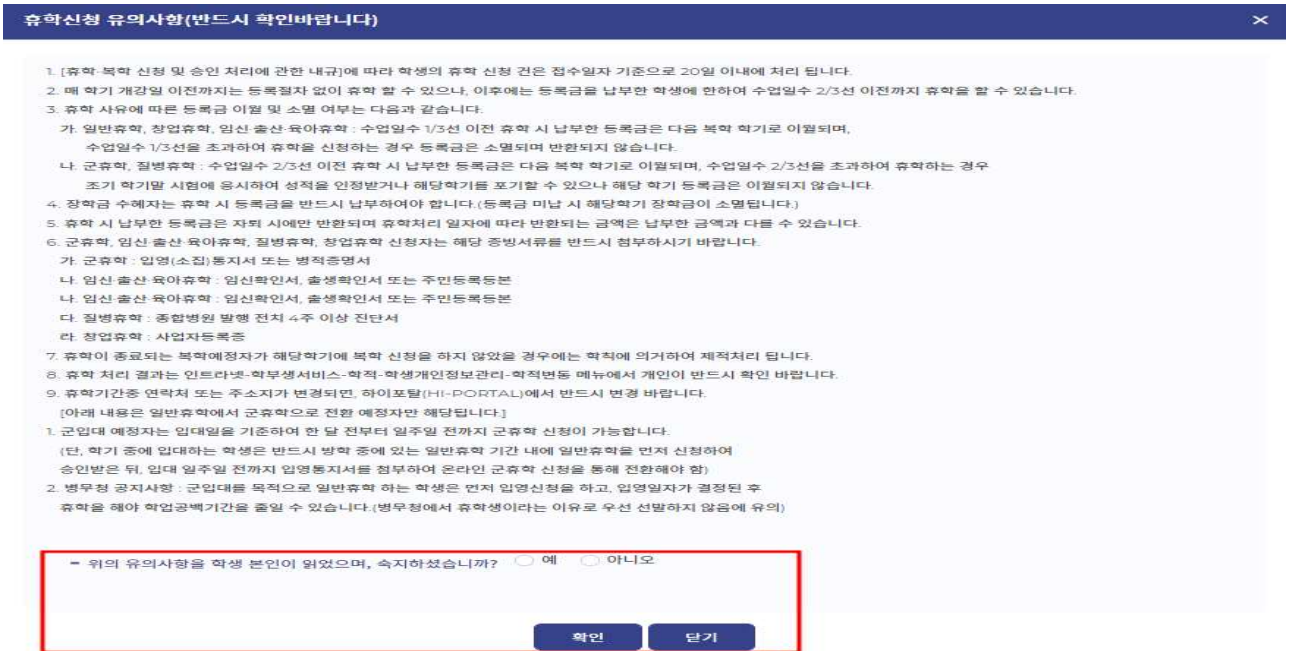 휴학신청 유의사항(반드시 확인바랍니다)
1. [휴학·복학 신청 및 승인 처리에 관한 내규]에 따라 학생의 휴학 신청 건은 접수일자 기준으로 20일 이내에 처리 됩니다.
2. 매 학기 개강일 이전까지는 등록절차 없이 휴학 할 수 있으나, 이후에는 등록금을 납부한 학생에 한하여 수업일수 2/3선 이전까지 휴학을 할 수 있습니다.
3. 휴학 사유에 따른 등록금 이월 및 소멸 여부는 다음과 같습니다.
가. 일반휴학, 창업휴학, 임신·출산·육아휴학 : 수업일수 1/3선 이전 휴학 시 납부한 등록금은 다음 복학 학기로 이월되며,
수업일수 1/3선을 초과하여 휴학을 신청하는 경우 등록금은 소멸되며 반환되지 않습니다.
나. 군휴학, 질병휴학 : 수업일수 2/3선 이전 휴학 시 납부한 등록금은 다음 복학 학기로 이월되며, 수업일수 2/3선을 초과하여 휴학하는 경우
조기 학기말 시험에 응시하여 성적을 인정받거나 해당학기를 포기할 수 있으나 해당 학기 등록금은 이월되지 않습니다.
4. 장학금 수혜자는 휴학 시 등록금을 반드시 납부하여야 합니다.(등록금 미납 시 해당학기 장학금이 소멸됩니다.)
5. 휴학 시 납부한 등록금은 자퇴 시에만 반환되며 휴학처리 일자에 따라 반환되는 금액은 납부한 금액과 다를 수 있습니다.
6. 군휴학, 임신·출산·육아휴학, 질병휴학, 창업휴학 신청자는 해당 증빙서류를 반드시 첨부하시기 바랍니다.
가. 군휴학 : 입영(소집)통지서 또는 병적증명서
나. 임신·출산·육아휴학 : 임신확인서, 출생확인서 또는 주민등록등본
나. 임신·출산·육아휴학 : 임신확인서, 출생확인서 또는 주민등록등본
다. 질병휴학 : 종합병원 발행 전치 4주 이상 진단서
라. 창업휴학 : 사업자등록증
7. 휴학이 종료되는 복학예정자가 해당학기에 복학 신청을 하지 않았을 경우에는 학칙에 의거하여 제적처리 됩니다.
8. 휴학 처리 결과는 인트라넷-학부생서비스-학적-학생개인정보관리-학적변동 메뉴에서 개인이 반드시 확인 바랍니다.
9. 휴학기간중 연락처 또는 주소지가 변경되면, 하이포탈(HI-PORTAL)에서 반드시 변경 바랍니다.
[아래 내용은 일반휴학에서 군휴학으로 전환 예정자만 해당됩니다.]
1. 군입대 예정자는 입대일을 기준하여 한 달 전부터 일주일 전까지 군휴학 신청이 가능합니다.
(단, 학기 중에 입대하는 학생은 반드시 방학 중에 있는 일반휴학 기간 내에 일반휴학을 먼저 신청하여
승인받은 뒤, 입대 일주일 전까지 입영통지서를 첨부하여 온라인 군휴학 신청을 통해 전환해야 함)
2. 병무청 공지사항 : 군입대를 목적으로 일반휴학 하는 학생은 먼저 입영신청을 하고, 입영일자가 결정된 후
휴학을 해야 학업공백기간을 줄일 수 있습니다.(병무청에서 휴학생이라는 이유로 우선 선발하지 않음에 유의)
- 위의 유의사항을 학생 본인이 읽었으며, 숙지하셨습니까? 예 아니오
확인 닫기